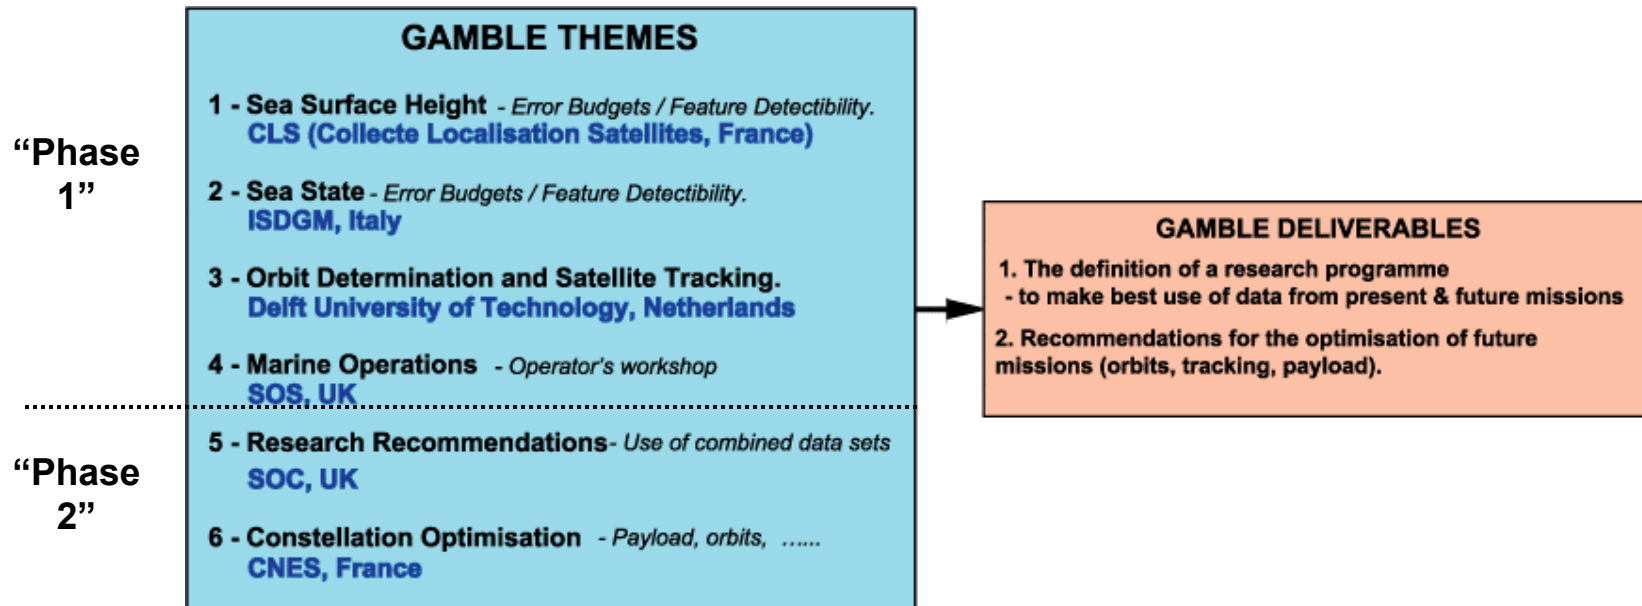 GAMBLE THEMES
“Phase
1”
1 - Sea Surface Height - Error Budgets / Feature Detectibility.
CLS (Collecte Localisation Satellites, France)
2 - Sea State - Error Budgets / Feature Detectibility.
ISDGM, Italy
3 - Orbit Determination and Satellite Tracking.
Delft University of Technology, Netherlands
4 - Marine Operations - Operator's workshop
SOS, UK
“Phase
2”
5 - Research Recommendations- Use of combined data sets
SOC, UK
6 - Constellation Optimisation - Payload, orbits, ......
CNES, France
GAMBLE DELIVERABLES
1. The definition of a research programme
- to make best use of data from present & future missions
2. Recommendations for the optimisation of future
missions (orbits, tracking, payload).